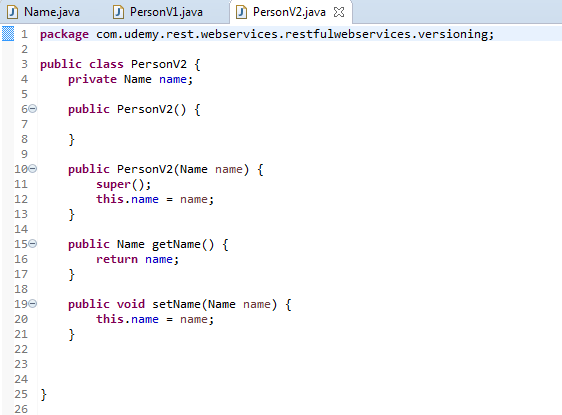 Name.java PersonV1.java PersonV2.java
1 package com.udemy.rest.webservices.restfulwebservices.versioning;
2
3 public class PersonV2 {
4     private Name name;
5
6     public PersonV2() {
7
8     }
9
10     public PersonV2(Name name) {
11         super();
12         this.name = name;
13     }
14
15     public Name getName() {
16         return name;
17     }
18
19     public void setName(Name name) {
20         this.name = name;
21     }
22
23
24
25 }
26